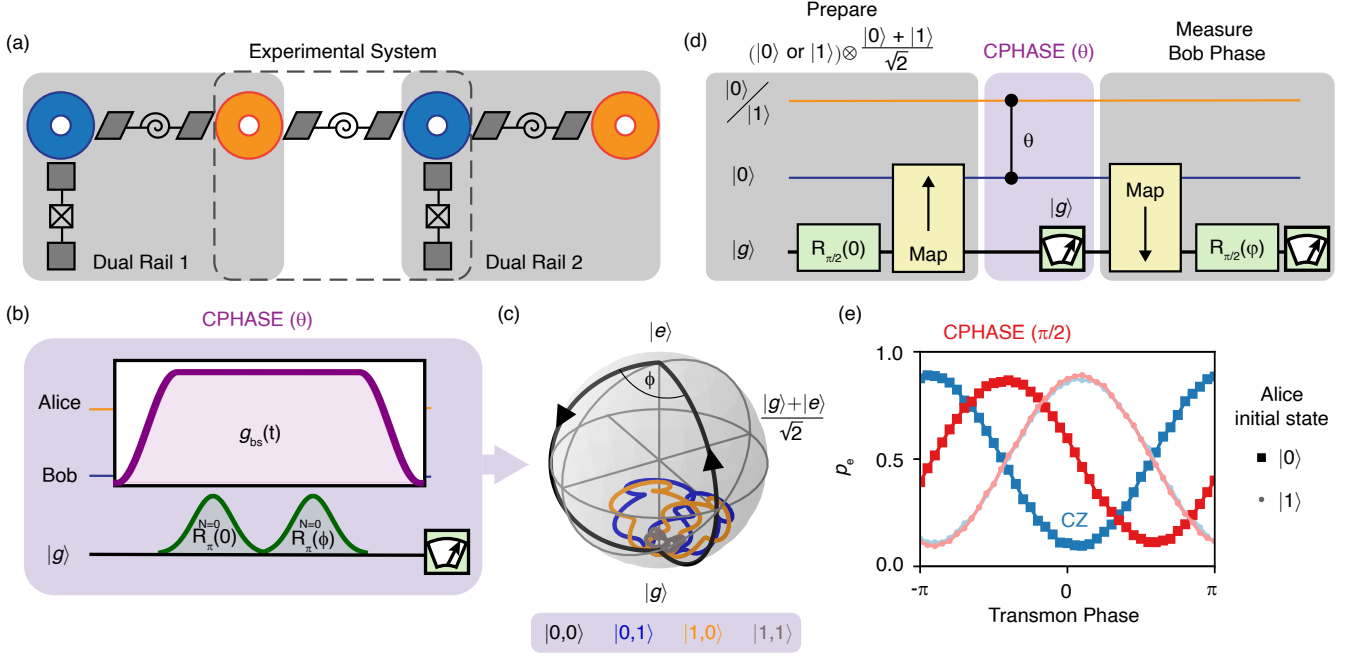 (a)
Experimental System
Dual Rail 1
Dual Rail 2
(b)
CPHASE (θ)
Alice
Bob
g_bs(t)
|g⟩
N=0
R_π(0)
N=0
R_π(ϕ)
(c)
|e⟩
ϕ
|g⟩+|e⟩
√2
|g⟩
|0,0⟩ |0,1⟩ |1,0⟩ |1,1⟩
(d)
Prepare
(|0⟩ or |1⟩)⊗ |0⟩ + |1⟩
√2
CPHASE (θ)
Measure
Bob Phase
|0⟩
/|1⟩
θ
|0⟩
Map
Map
|g⟩
|g⟩
R_π/2(0)
R_π/2(φ)
(e)
CPHASE (π/2)
1.0
0.5
0.0
p_e
CZ
-π 0 π
Transmon Phase
Alice
initial state
|0⟩
|1⟩